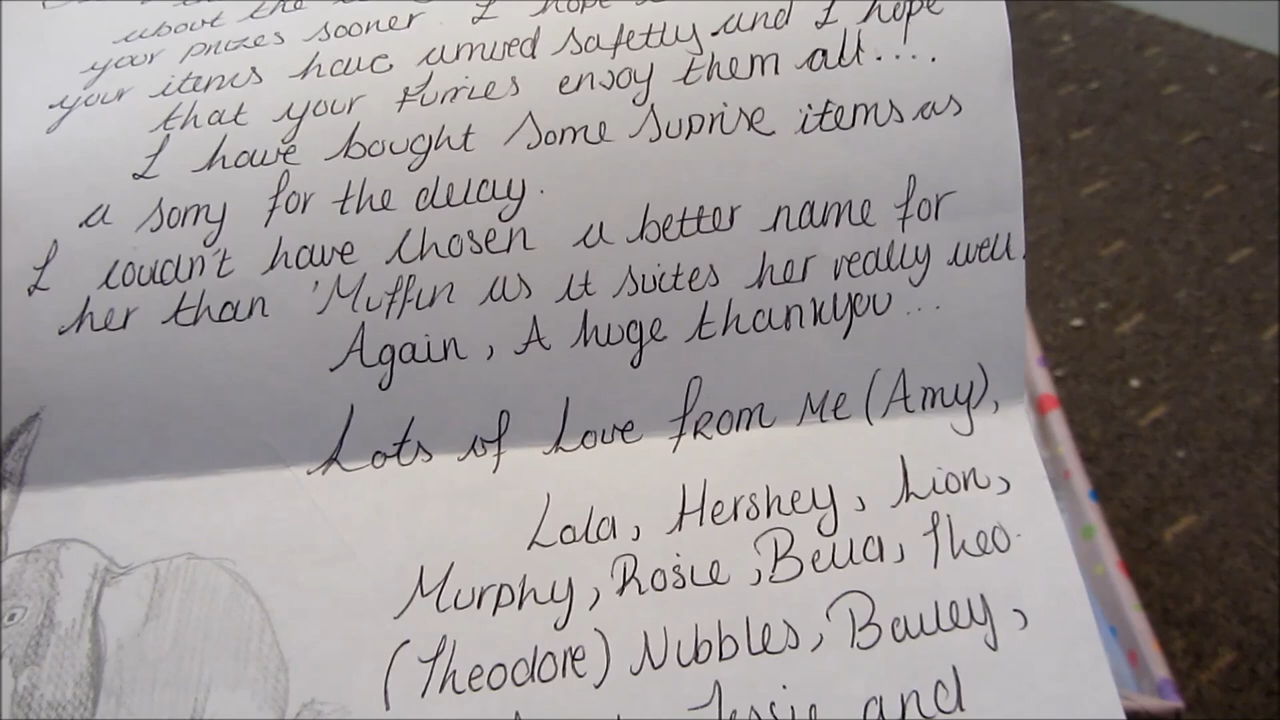 about the
your prizes sooner. I hope
your items have arrived safetly and I hope
that your furries enjoy them all....
I have bought some suprise items as
a sorry for the delay.
I couldn't have chosen a better name for
her than 'Muffin as it suites her really well.
Again, A huge thankyou...
Lots of Love from Me (Amy),
Lola, Hershey, Lion,
Murphy, Rosie, Bella, Theo.
(Theodore) Nibbles, Bailey,
Jessie and